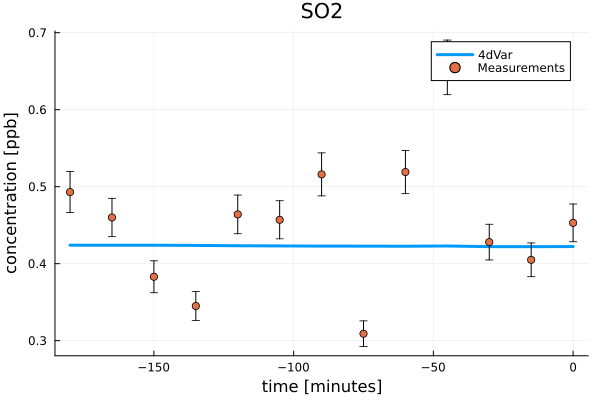 SO2
0.7
4dVar
Measurements
0.6
0.5
0.4
0.3
concentration [ppb]
−150
−100
−50
0
time [minutes]